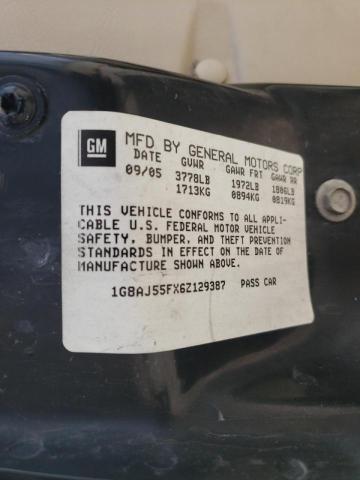 GM
MFD BY GENERAL MOTORS CORP
DATE GVWR GAWR FRT GAWR RR
09/05 3778LB 1972LB 1806LB
1713KG 0894KG 0819KG
THIS VEHICLE CONFORMS TO ALL APPLI-
CABLE U.S. FEDERAL MOTOR VEHICLE
SAFETY, BUMPER, AND THEFT PREVENTION
STANDARDS IN EFFECT ON THE DATE OF
MANUFACTURE SHOWN ABOVE.
1G8AJ55FX6Z129387 PASS CAR